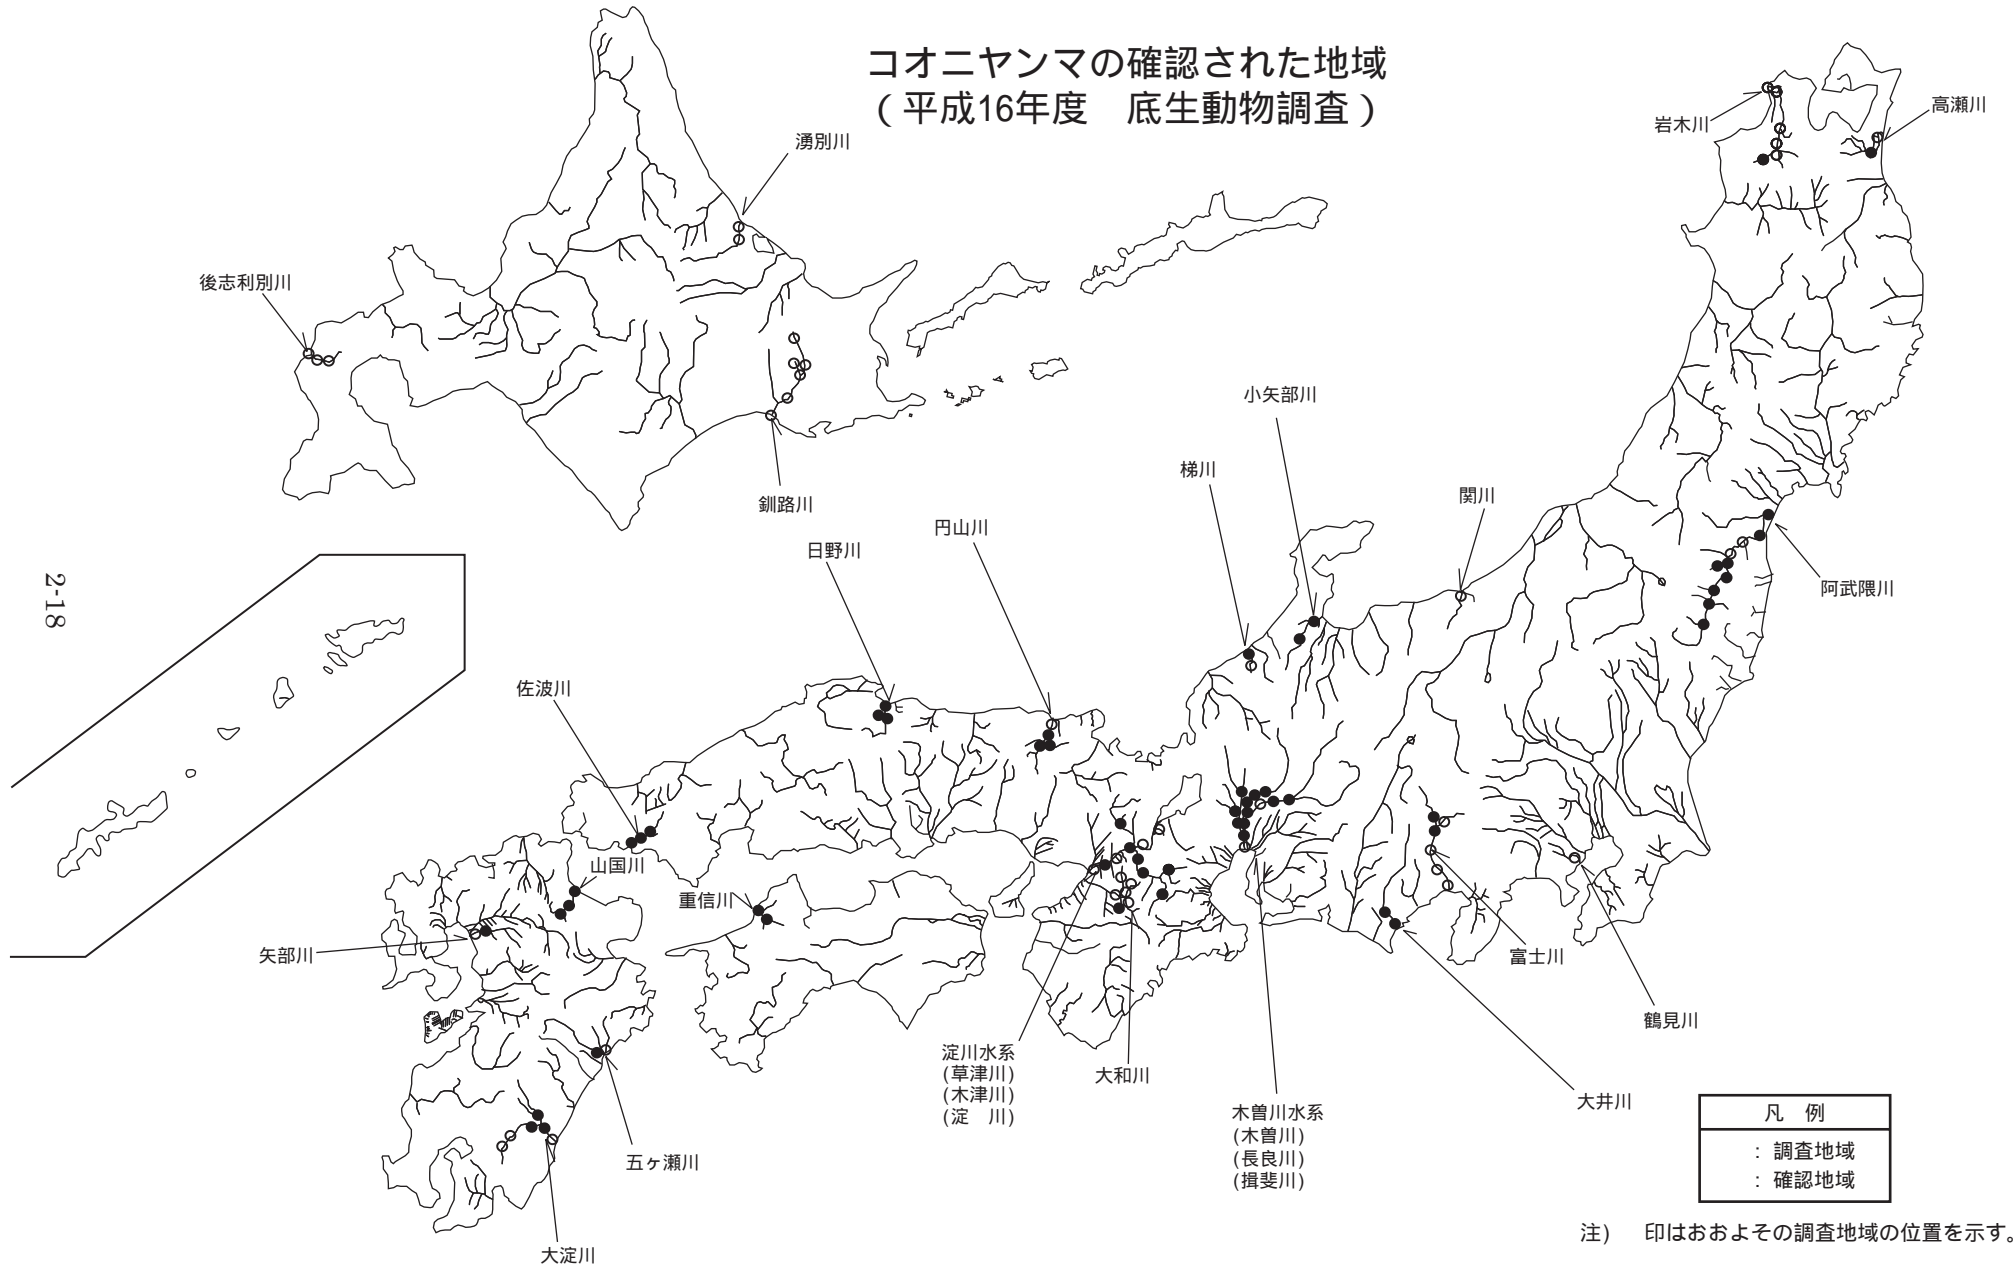 コオニヤンマの確認された地域
(平成16年度 底生動物調査)
湧別川
後志利別川
釧路川
岩木川
高瀬川
小矢部川
梯川
関川
円山川
日野川
阿武隈川
2-18
佐波川
山国川
重信川
矢部川
富士川
鶴見川
淀川水系
(草津川)
(木津川)
(淀 川)
大和川
木曽川水系
(木曽川)
(長良川)
(揖斐川)
大井川
五ヶ瀬川
大淀川
凡 例
:調査地域
:確認地域
注) 印はおおよその調査地域の位置を示す。